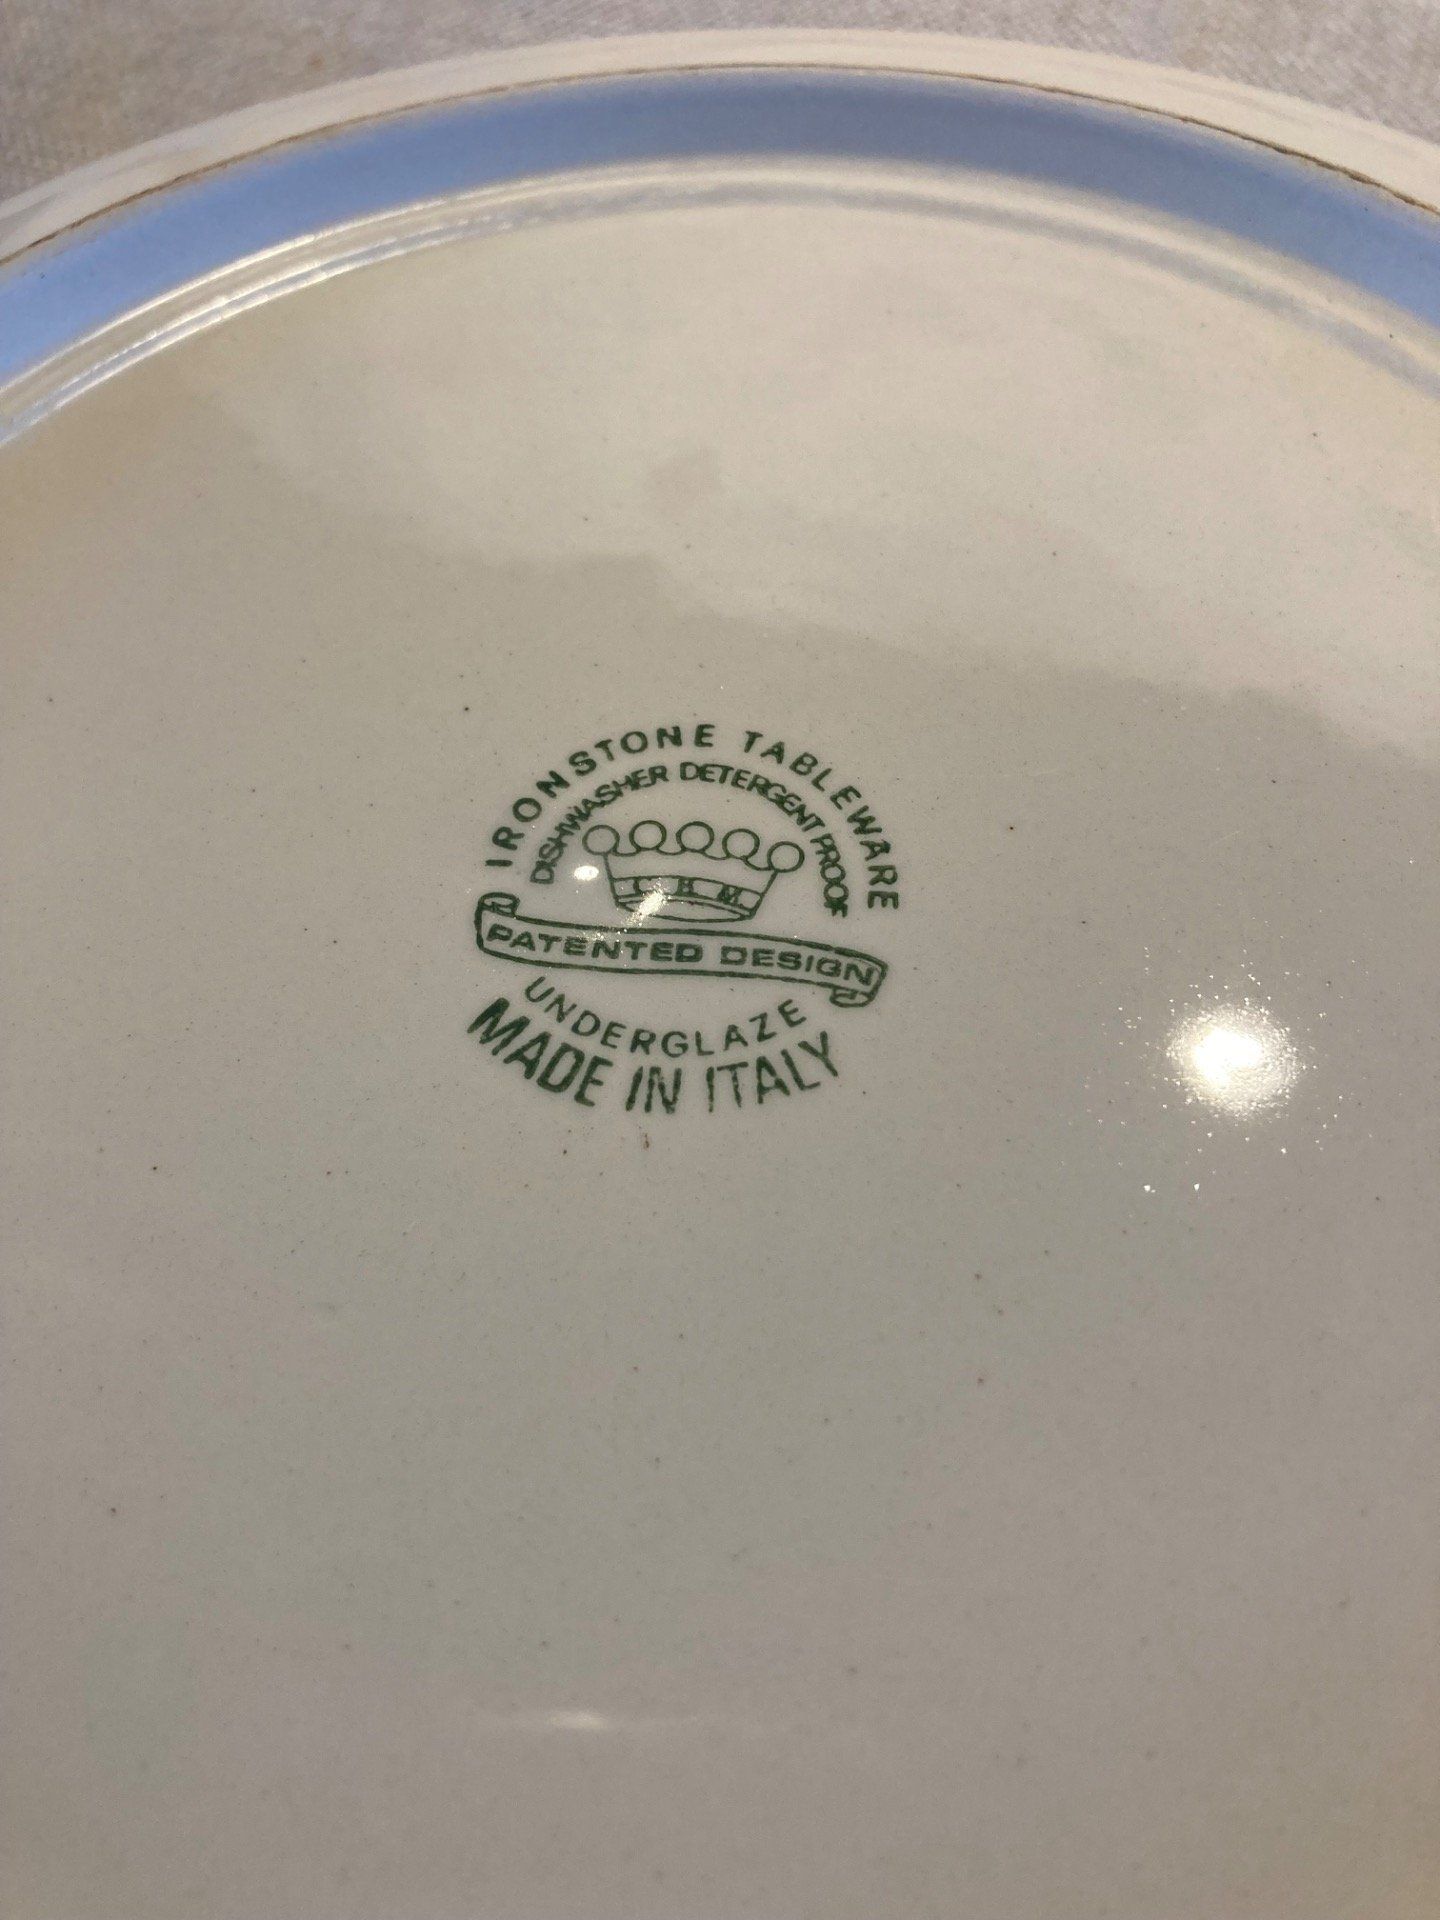 IRONSTONE TABLEWARE
DISHWASHER DETERGENT PROOF
C H M
PATENTED DESIGN
UNDERGLAZE
MADE IN ITALY